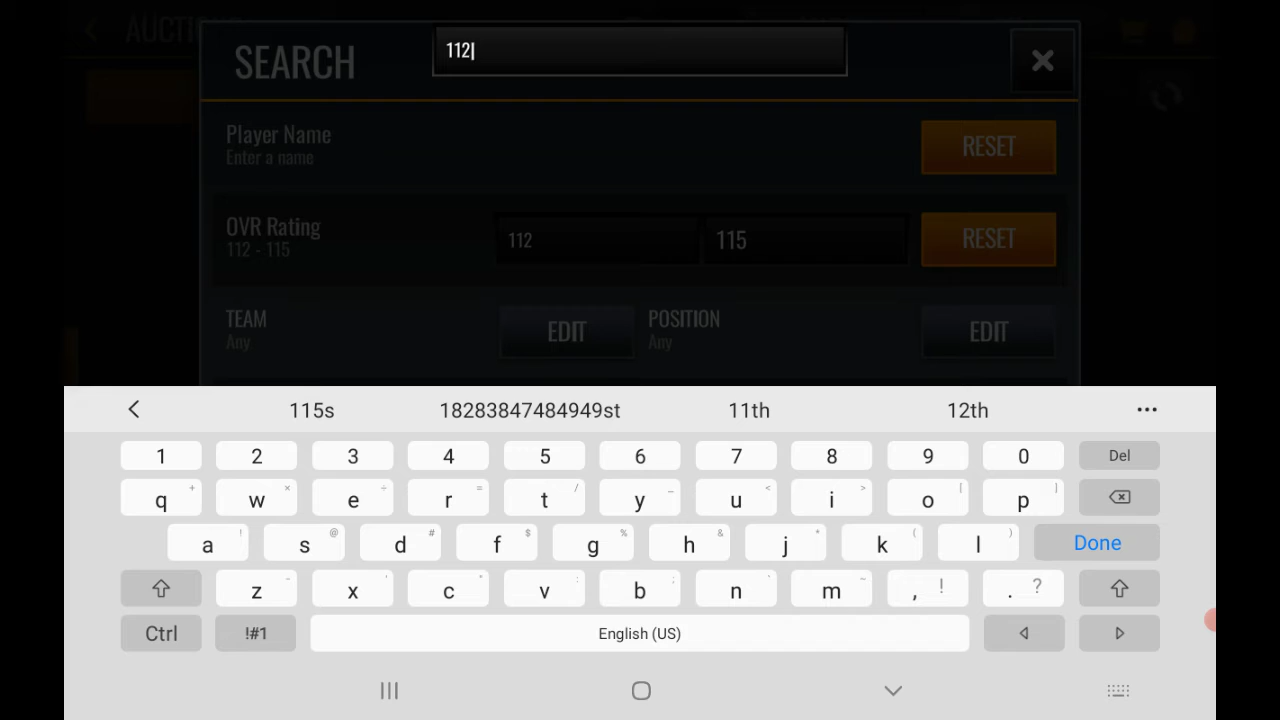 AUCTIONS
112
SEARCH
Player Name
Enter a name
RESET
OVR Rating
112 - 115
112
115
RESET
TEAM
Any
EDIT
POSITION
Any
EDIT
115s 18283847484949st 11th 12th
1 2 3 4 5 6 7 8 9 0 Del
q + w × e ÷ r = t / y _ u < i > o [ p ]
a ! s @ d # f $ g % h & j * k ( l ) Done
z - x ' c " v : b ; n m , ! . ?
Ctrl !#1 English (US)